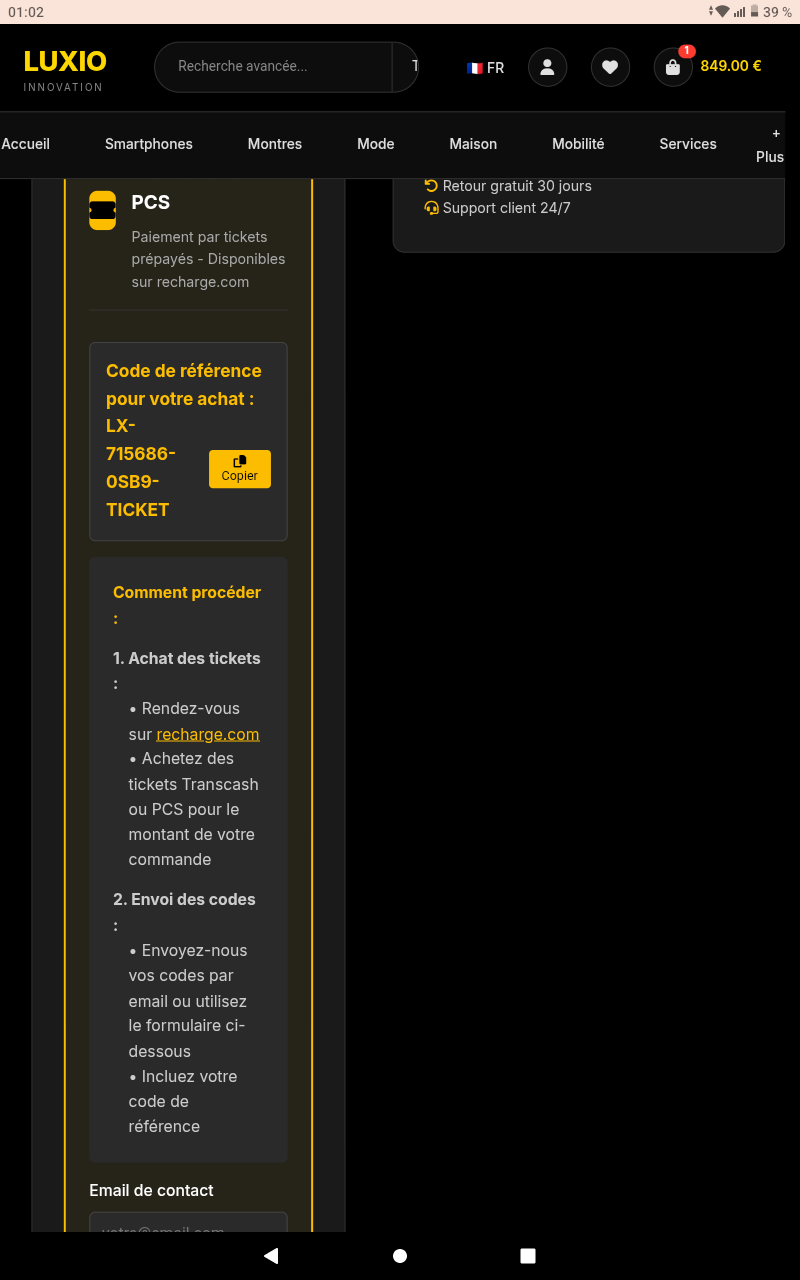 01:02
39 %
LUXIO
INNOVATION
Recherche avancée...
FR
1
849.00 €
Accueil
Smartphones
Montres
Mode
Maison
Mobilité
Services
+
Plus
PCS
Paiement par tickets
prépayés - Disponibles
sur recharge.com
Code de référence
pour votre achat :
LX-
715686-
0SB9-
TICKET
Copier
Comment procéder
:
1. Achat des tickets
:
• Rendez-vous
sur recharge.com
• Achetez des
tickets Transcash
ou PCS pour le
montant de votre
commande
2. Envoi des codes
:
• Envoyez-nous
vos codes par
email ou utilisez
le formulaire ci-
dessous
• Incluez votre
code de
référence
Email de contact
votre@email.com
Retour gratuit 30 jours
Support client 24/7